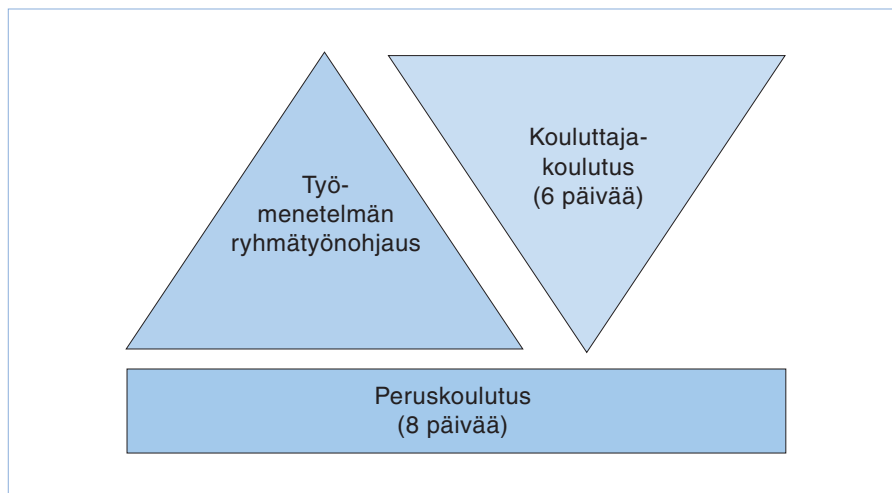 Työ-
menetelmän
ryhmätyönohjaus
Kouluttaja-
koulutus
(6 päivää)
Peruskoulutus
(8 päivää)